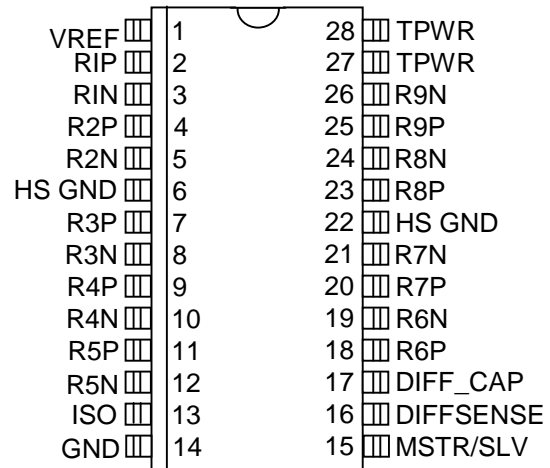 VREF 1 28 TPWR
RIP 2 27 TPWR
RIN 3 26 R9N
R2P 4 25 R9P
R2N 5 24 R8N
HS GND 6 23 R8P
R3P 7 22 HS GND
R3N 8 21 R7N
R4P 9 20 R7P
R4N 10 19 R6N
R5P 11 18 R6P
R5N 12 17 DIFF_CAP
ISO 13 16 DIFFSENSE
GND 14 15 MSTR/SLV